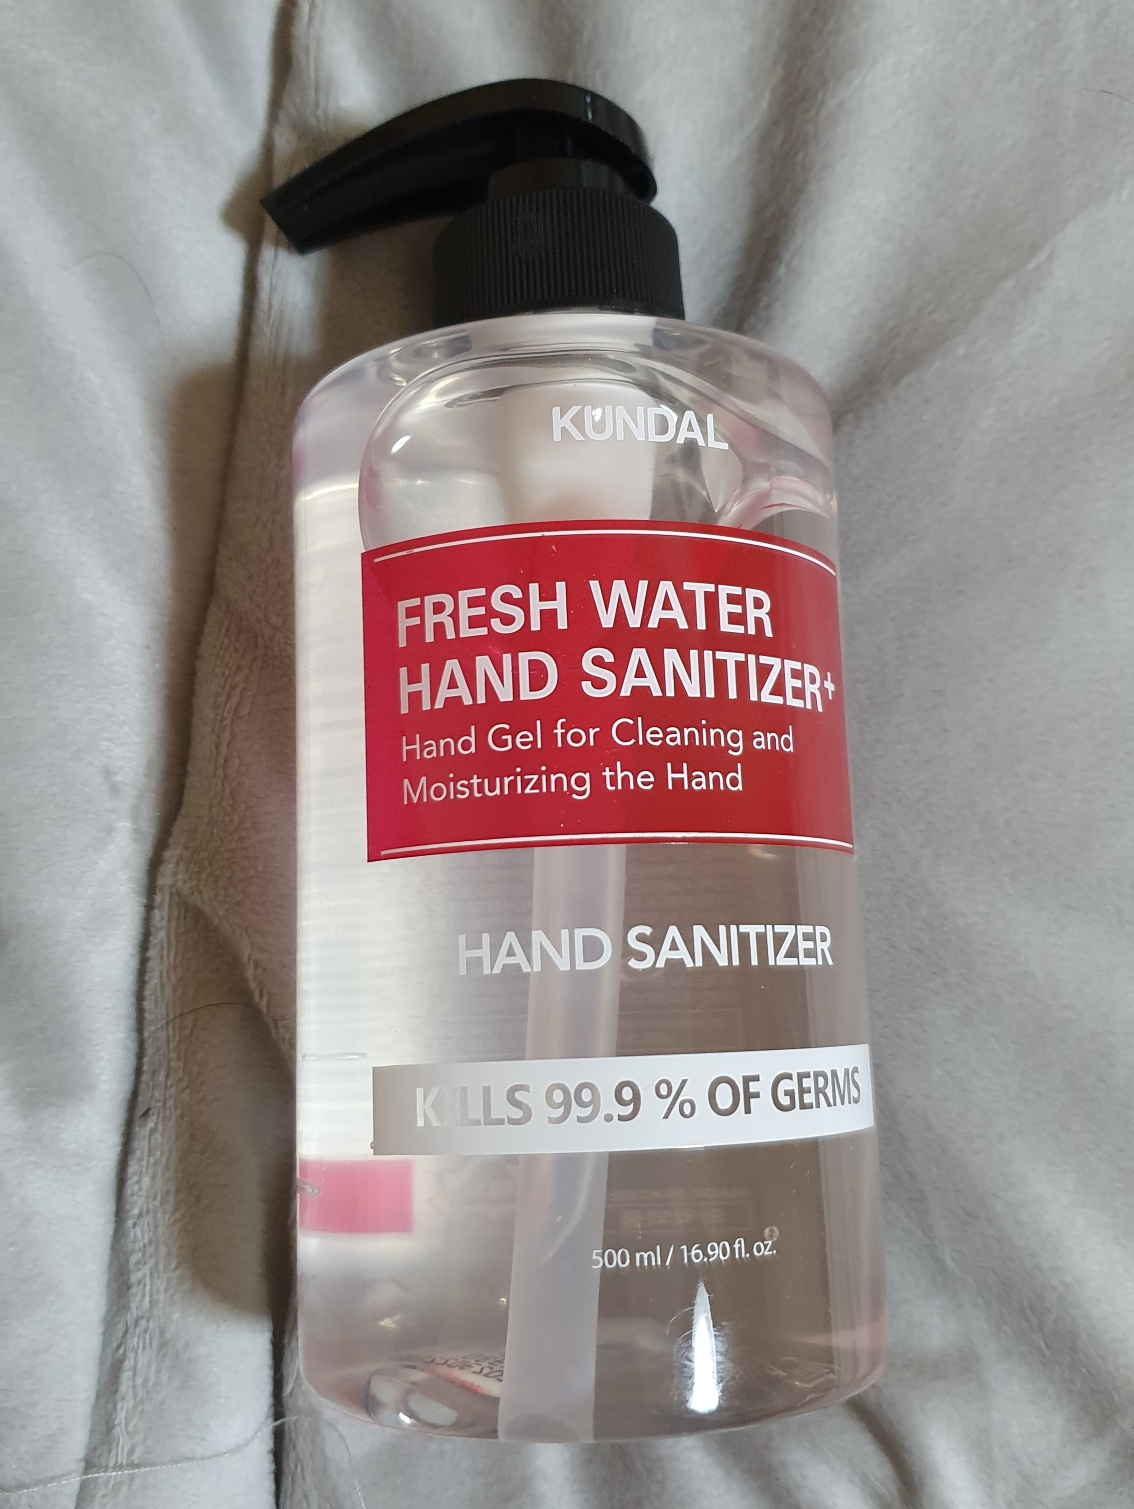 KUNDAL
FRESH WATER
HAND SANITIZER+
Hand Gel for Cleaning and
Moisturizing the Hand
HAND SANITIZER
KILLS 99.9 % OF GERMS
500 ml / 16.90 fl. oz.